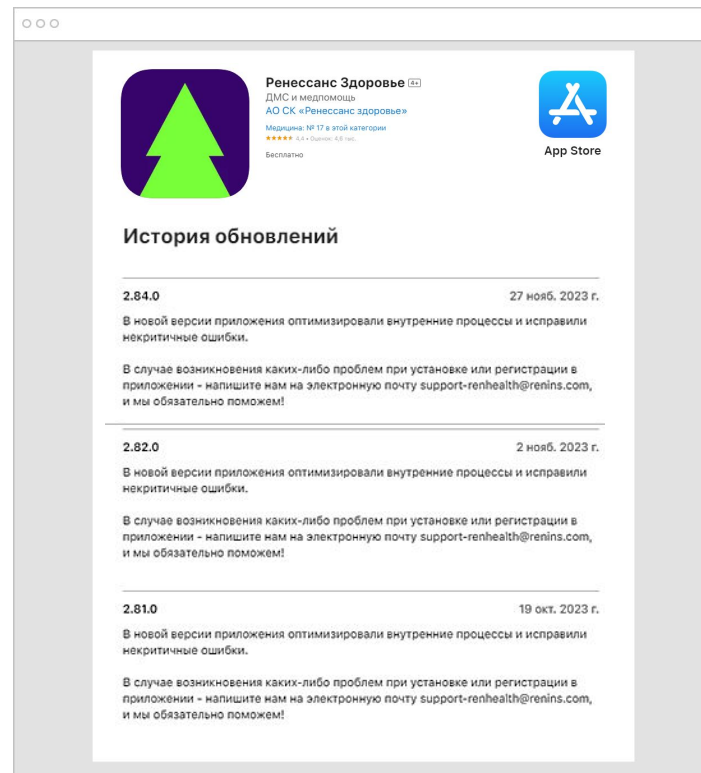 Ренессанс Здоровье 4+
ДМС и медпомощь
АО СК «Ренессанс здоровье»
Медицина: № 17 в этой категории
★★★★★ 4,4 • Оценок: 4,6 тыс.
Бесплатно
App Store
История обновлений
2.84.0 27 нояб. 2023 г.
В новой версии приложения оптимизировали внутренние процессы и исправили
некритичные ошибки.
В случае возникновения каких-либо проблем при установке или регистрации в
приложении - напишите нам на электронную почту support-renhealth@renins.com,
и мы обязательно поможем!
2.82.0 2 нояб. 2023 г.
В новой версии приложения оптимизировали внутренние процессы и исправили
некритичные ошибки.
В случае возникновения каких-либо проблем при установке или регистрации в
приложении - напишите нам на электронную почту support-renhealth@renins.com,
и мы обязательно поможем!
2.81.0 19 окт. 2023 г.
В новой версии приложения оптимизировали внутренние процессы и исправили
некритичные ошибки.
В случае возникновения каких-либо проблем при установке или регистрации в
приложении - напишите нам на электронную почту support-renhealth@renins.com,
и мы обязательно поможем!